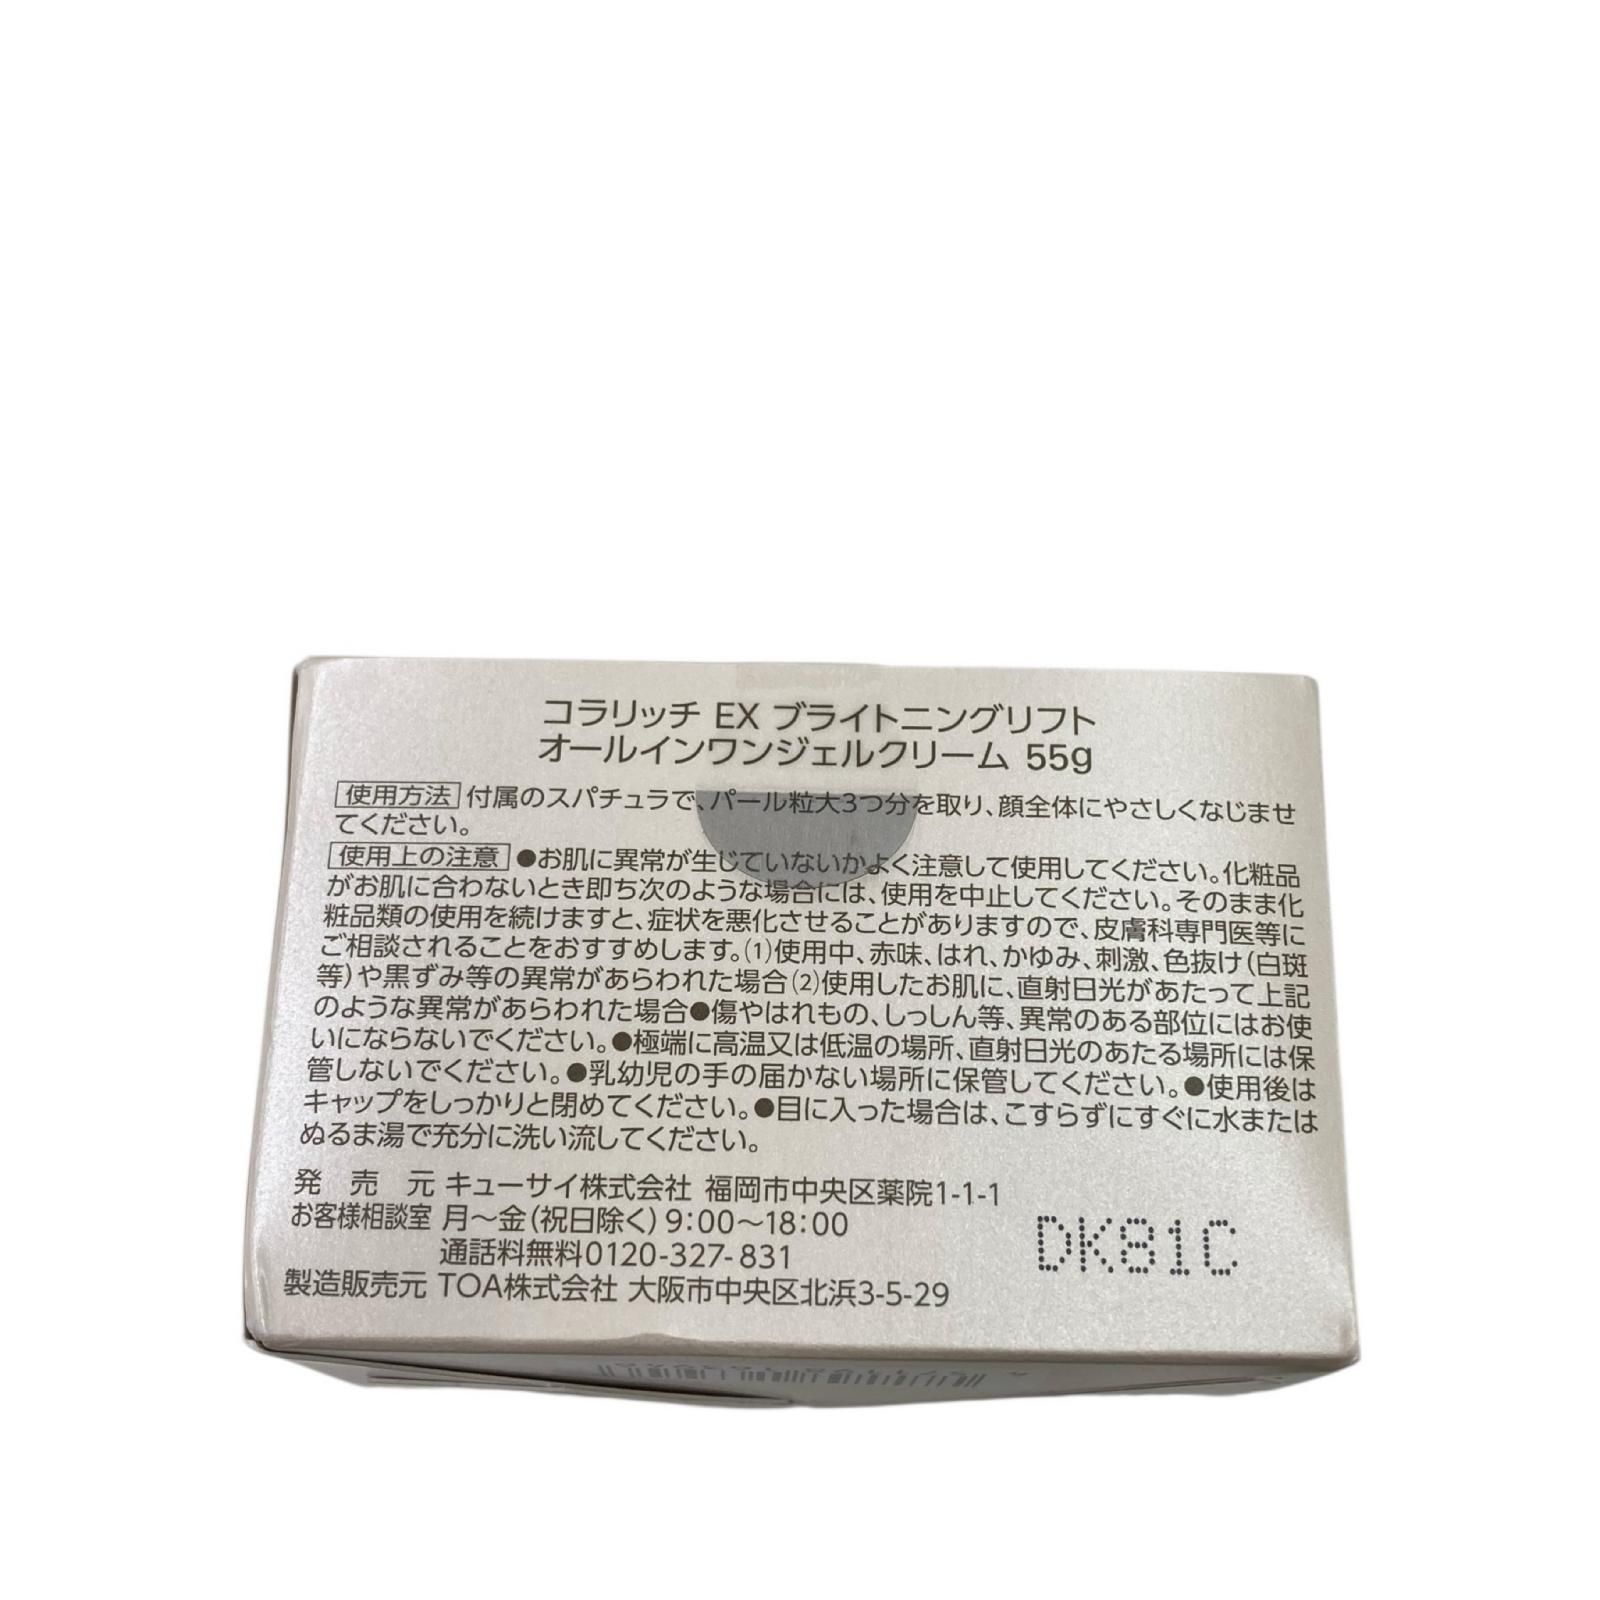 コラリッチ EX ブライトニングリフト
オールインワンジェルクリーム 55g
使用方法 付属のスパチュラで、パール粒大3つ分を取り、顔全体にやさしくなじませ
てください。
使用上の注意 ●お肌に異常が生じていないかよく注意して使用してください。化粧品
がお肌に合わないとき即ち次のような場合には、使用を中止してください。そのまま化
粧品類の使用を続けますと、症状を悪化させることがありますので、皮膚科専門医等に
ご相談されることをおすすめします。(1)使用中、赤味、はれ、かゆみ、刺激、色抜け(白斑
等)や黒ずみ等の異常があらわれた場合(2)使用したお肌に、直射日光があたって上記
のような異常があらわれた場合●傷やはれもの、しっしん等、異常のある部位にはお使
いにならないでください。●極端に高温又は低温の場所、直射日光のあたる場所には保
管しないでください。●乳幼児の手の届かない場所に保管してください。●使用後は
キャップをしっかりと閉めてください。●目に入った場合は、こすらずにすぐに水または
ぬるま湯で充分に洗い流してください。
発 売 元 キューサイ株式会社 福岡市中央区薬院1-1-1
お客様相談室 月〜金(祝日除く)9:00〜18:00
通話料無料0120-327-831
製造販売元 TOA株式会社 大阪市中央区北浜3-5-29
DK81C